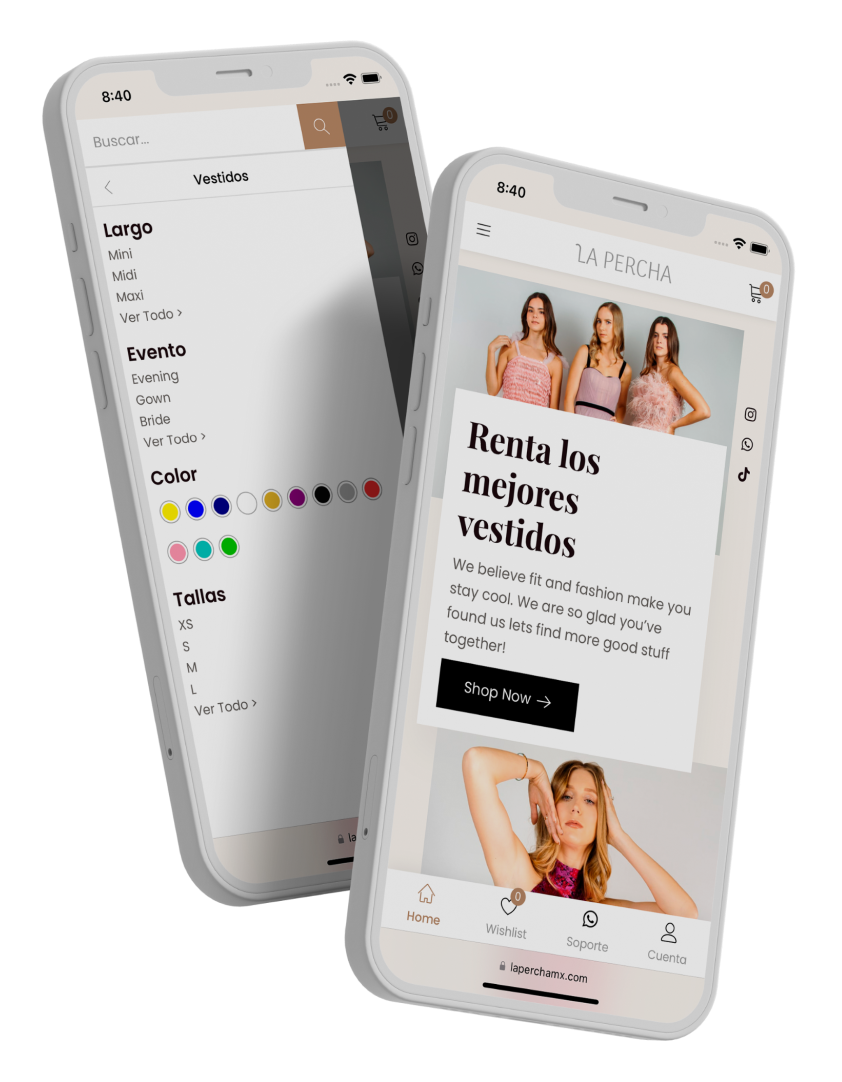 8:40
Buscar...
0
Vestidos
Largo
Mini
Midi
Maxi
Ver Todo >
Evento
Evening
Gown
Bride
Ver Todo >
Color
Tallas
XS
S
M
L
Ver Todo >
la
8:40
LA PERCHA
0
Renta los
mejores
vestidos
We believe fit and fashion make you
stay cool. We are so glad you've
found us lets find more good stuff
together!
Shop Now →
0
Home
Wishlist
Soporte
Cuenta
laperchamx.com